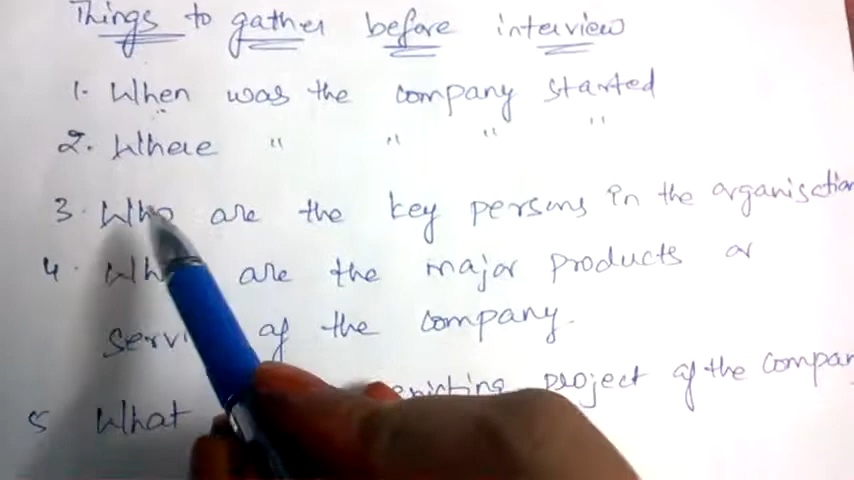 Things to gather before interview
1. When was the company started
2. Where " " " "
3. Who are the key persons in the organisation
4. are the major products or
of the company.
5 What existing project of the company